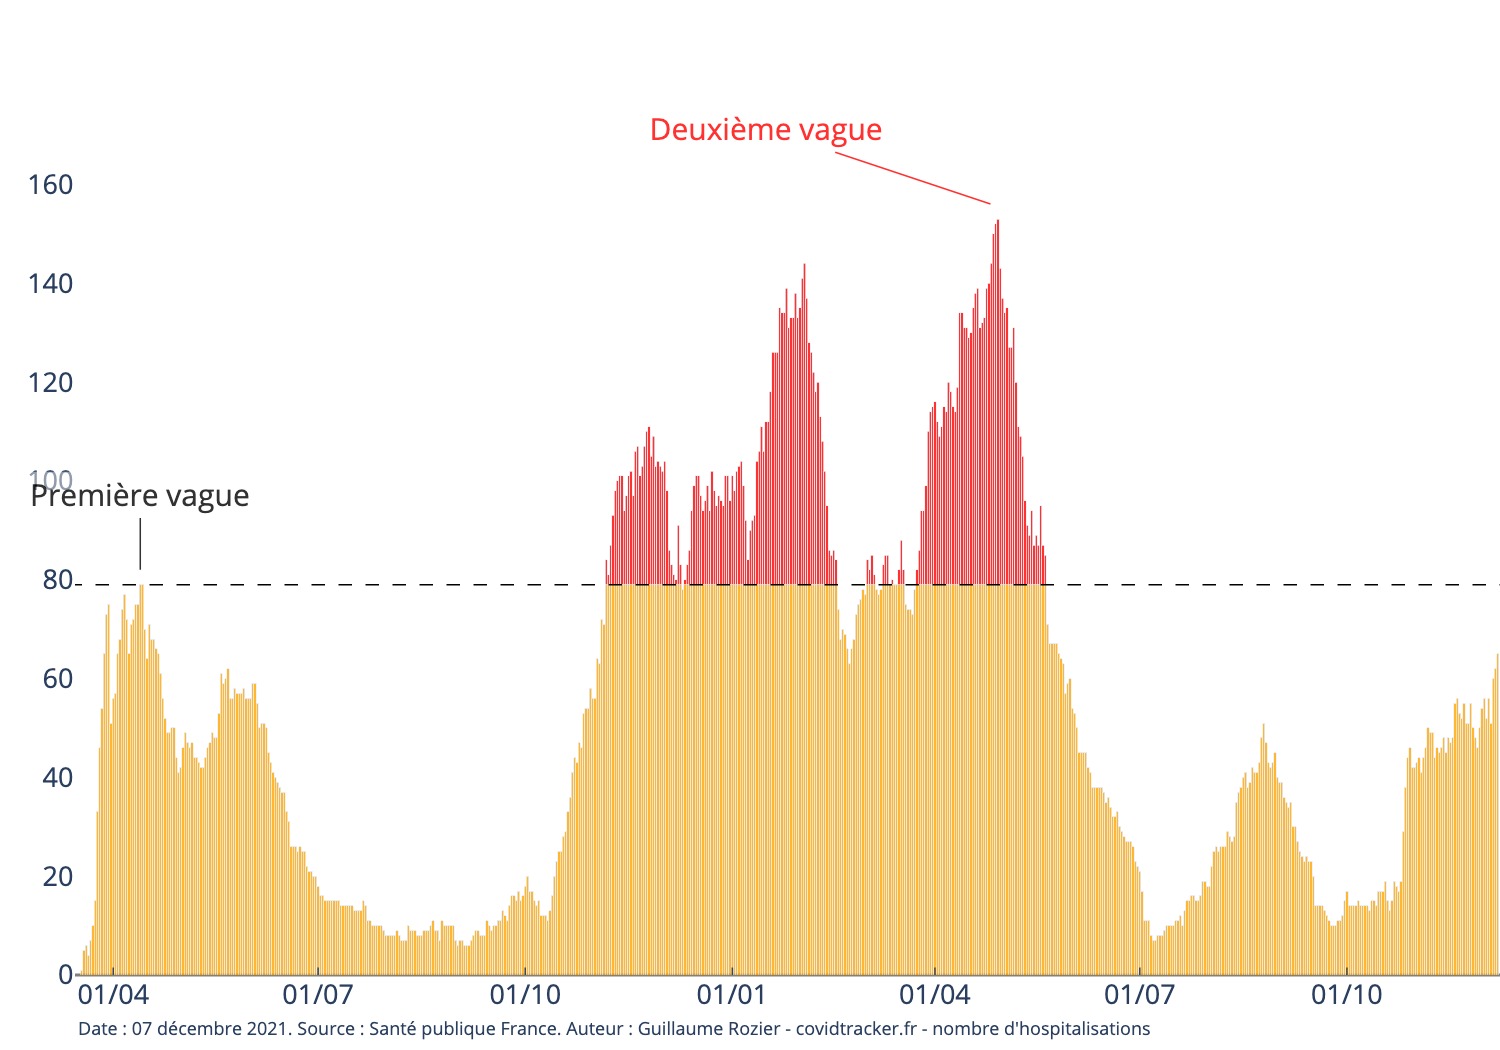 Deuxième vague
160
140
120
100
Première vague
80
60
40
20
0
01/04 01/07 01/10 01/01 01/04 01/07 01/10
Date : 07 décembre 2021. Source : Santé publique France. Auteur : Guillaume Rozier - covidtracker.fr - nombre d'hospitalisations